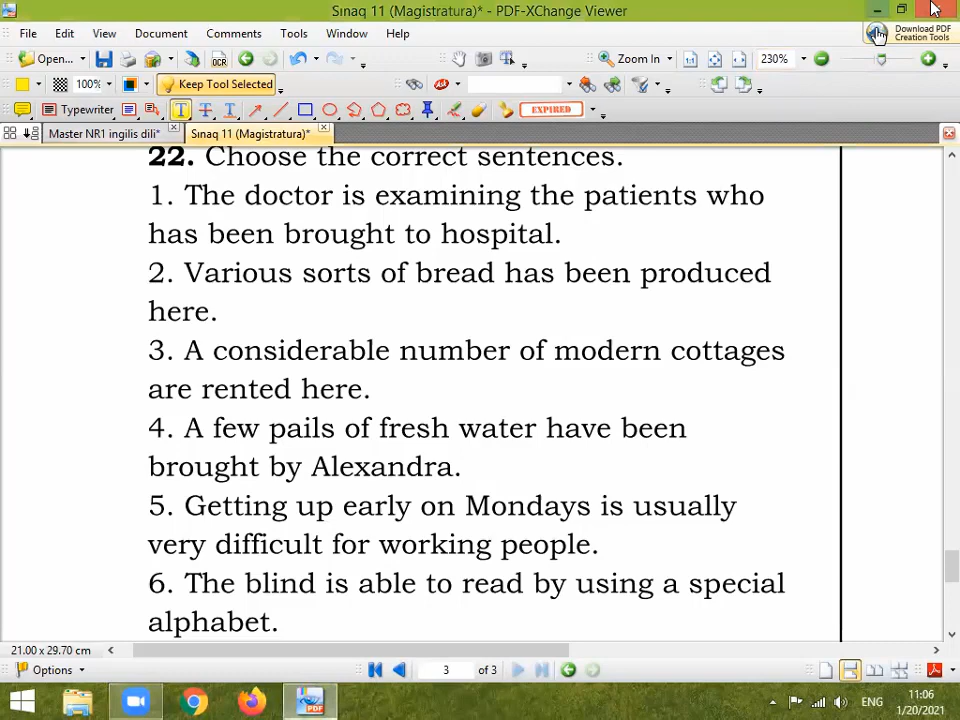 Sınaq 11 (Magistratura)* - PDF-XChange Viewer
File Edit View Document Comments Tools Window Help
Download PDF
Creation Tools
Open... OCR Zoom In 230%
100% Keep Tool Selected
Typewriter EXPIRED
Master NR1 ingilis dili* Sınaq 11 (Magistratura)*
22. Choose the correct sentences.
1. The doctor is examining the patients who
has been brought to hospital.
2. Various sorts of bread has been produced
here.
3. A considerable number of modern cottages
are rented here.
4. A few pails of fresh water have been
brought by Alexandra.
5. Getting up early on Mondays is usually
very difficult for working people.
6. The blind is able to read by using a special
alphabet.
21.00 x 29.70 cm
Options 3 of 3
PDF ENG 11:06
1/20/2021